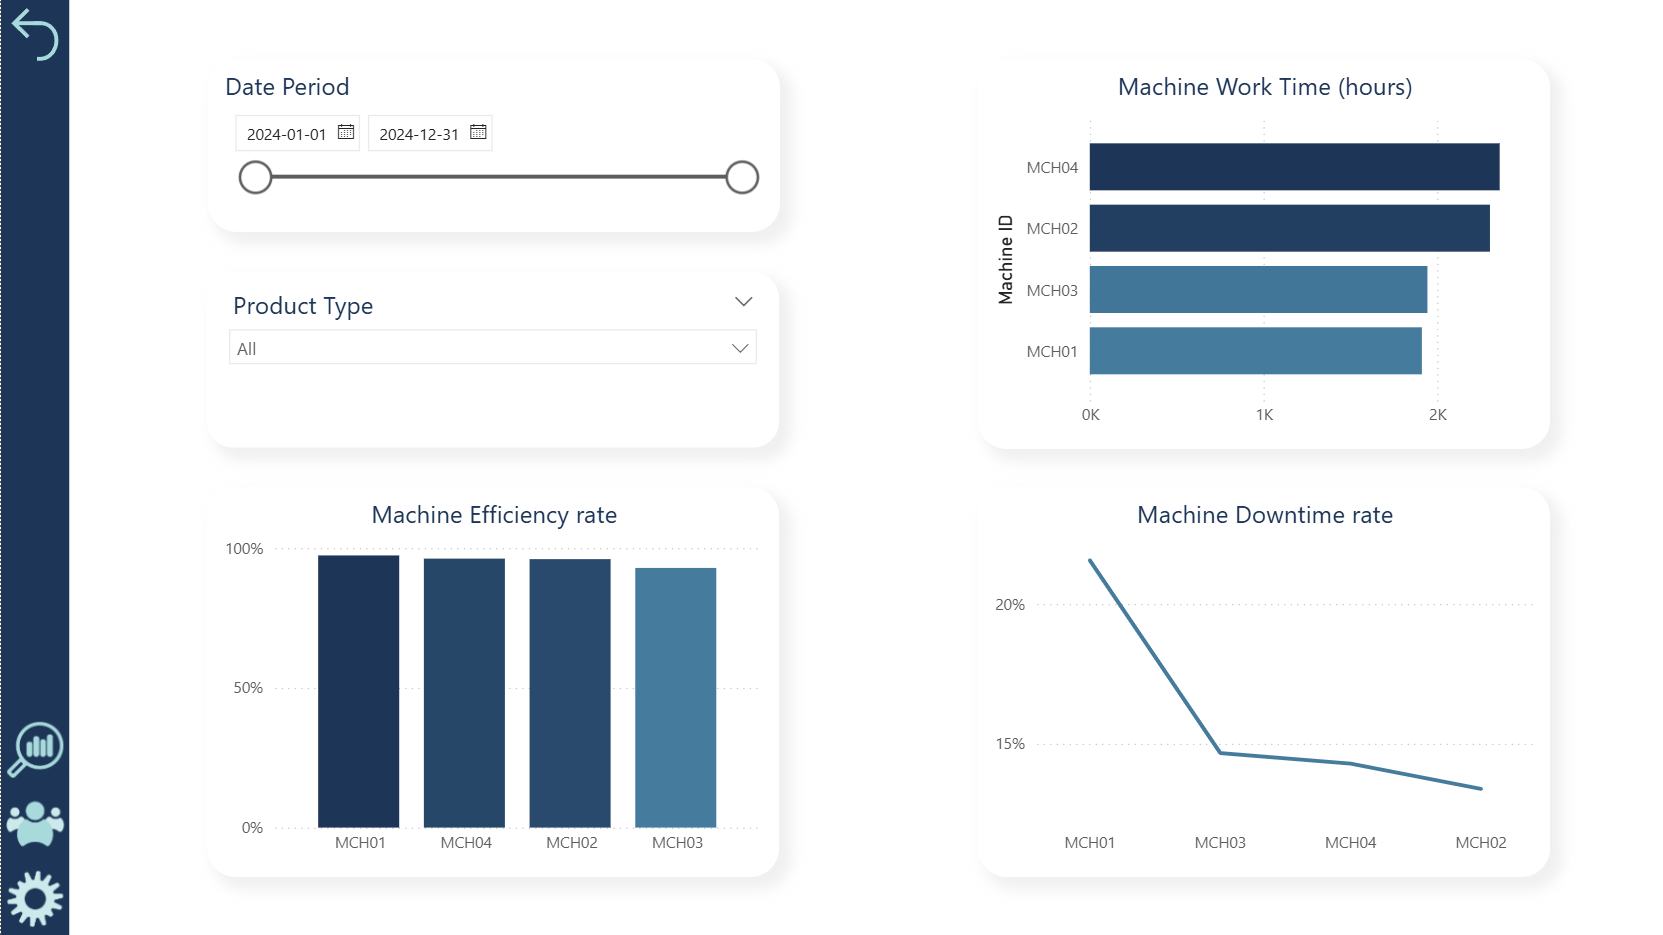 Date Period
2024-01-01 2024-12-31
Product Type
All
Machine Work Time (hours)
Machine ID
MCH04
MCH02
MCH03
MCH01
0K 1K 2K
Machine Efficiency rate
100%
50%
0%
MCH01 MCH04 MCH02 MCH03
Machine Downtime rate
20%
15%
MCH01 MCH03 MCH04 MCH02